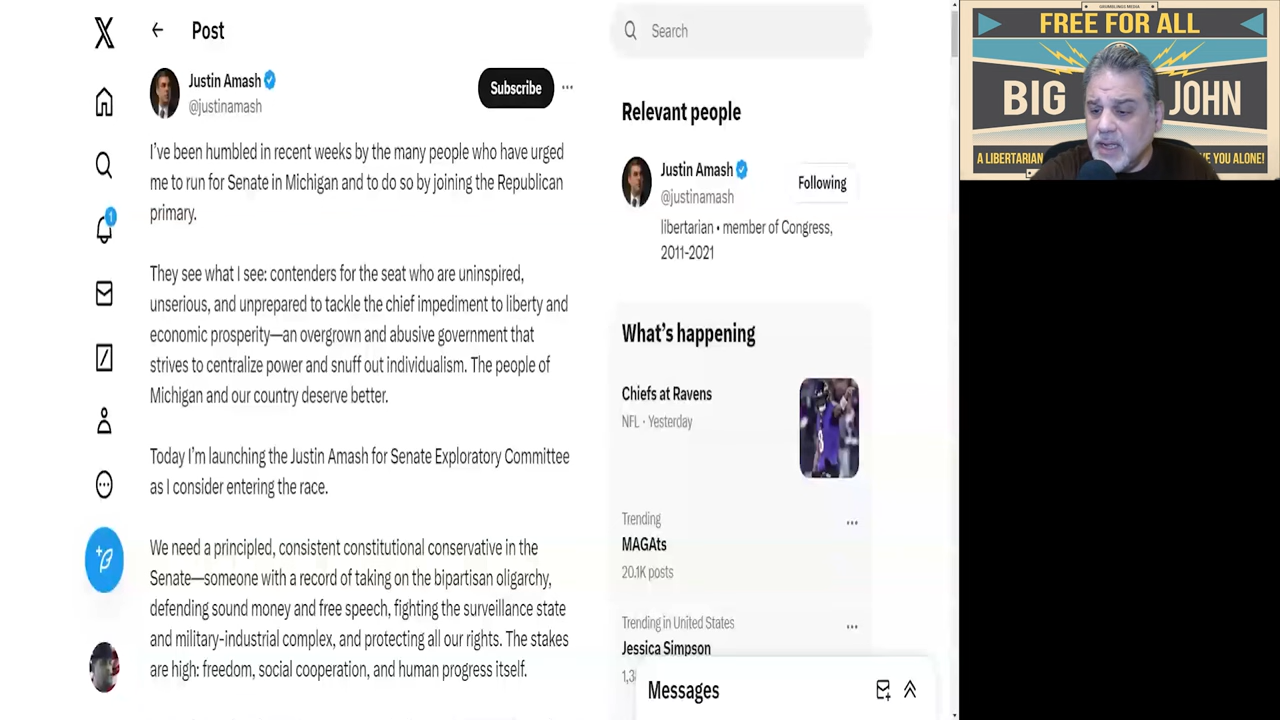 Post
Justin Amash
@justinamash
Subscribe
I've been humbled in recent weeks by the many people who have urged
me to run for Senate in Michigan and to do so by joining the Republican
primary.
They see what I see: contenders for the seat who are uninspired,
unserious, and unprepared to tackle the chief impediment to liberty and
economic prosperity—an overgrown and abusive government that
strives to centralize power and snuff out individualism. The people of
Michigan and our country deserve better.
Today I'm launching the Justin Amash for Senate Exploratory Committee
as I consider entering the race.
We need a principled, consistent constitutional conservative in the
Senate—someone with a record of taking on the bipartisan oligarchy,
defending sound money and free speech, fighting the surveillance state
and military-industrial complex, and protecting all our rights. The stakes
are high: freedom, social cooperation, and human progress itself.
1
Search
Relevant people
Justin Amash
@justinamash
Following
libertarian • member of Congress,
2011-2021
What's happening
Chiefs at Ravens
NFL · Yesterday
Trending
MAGAts
20.1K posts
Trending in United States
Jessica Simpson
Messages
GRUMBLINGS MEDIA
FREE FOR ALL
BIG JOHN
A LIBERTARIAN VE YOU ALONE!